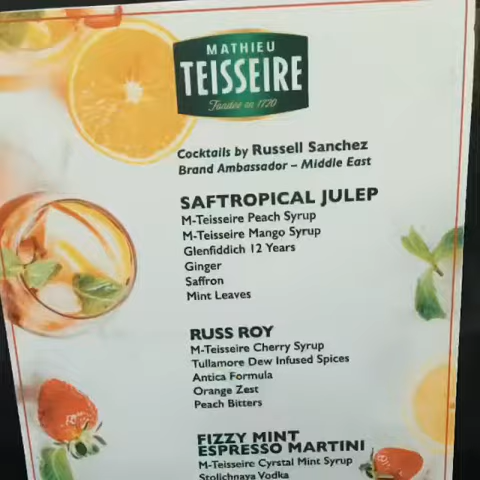 MATHIEU
TEISSEIRE
Fondée en 1720
Cocktails by Russell Sanchez
Brand Ambassador – Middle East
SAFTROPICAL JULEP
M-Teisseire Peach Syrup
M-Teisseire Mango Syrup
Glenfiddich 12 Years
Ginger
Saffron
Mint Leaves
RUSS ROY
M-Teisseire Cherry Syrup
Tullamore Dew Infused Spices
Antica Formula
Orange Zest
Peach Bitters
FIZZY MINT
ESPRESSO MARTINI
M-Teisseire Cyrstal Mint Syrup
Stolichnaya Vodka